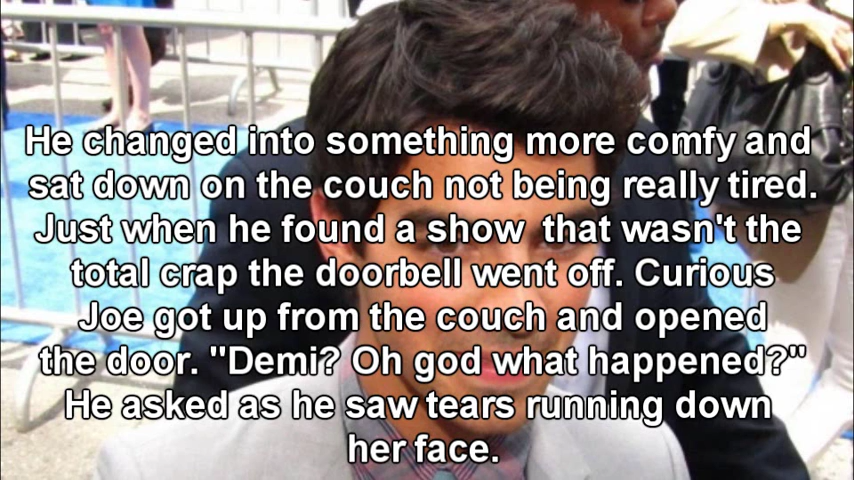 He changed into something more comfy and
sat down on the couch not being really tired.
Just when he found a show  that wasn't the
total crap the doorbell went off. Curious
Joe got up from the couch and opened
the door. "Demi? Oh god what happened?"
He asked as he saw tears running down
her face.